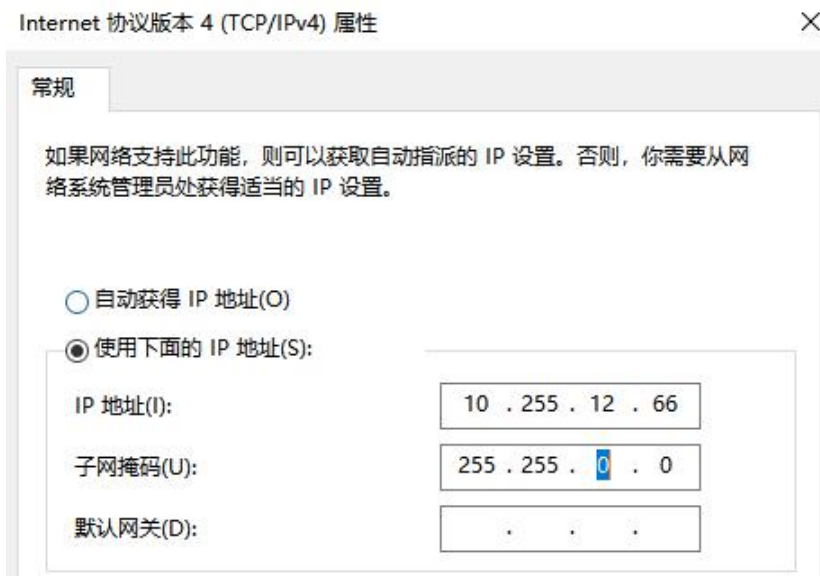 Internet 协议版本 4 (TCP/IPv4) 属性
常规
如果网络支持此功能，则可以获取自动指派的 IP 设置。否则，你需要从网
络系统管理员处获得适当的 IP 设置。
自动获得 IP 地址(O)
使用下面的 IP 地址(S):
IP 地址(I): 10 . 255 . 12 . 66
子网掩码(U): 255 . 255 . 0 . 0
默认网关(D): . . .